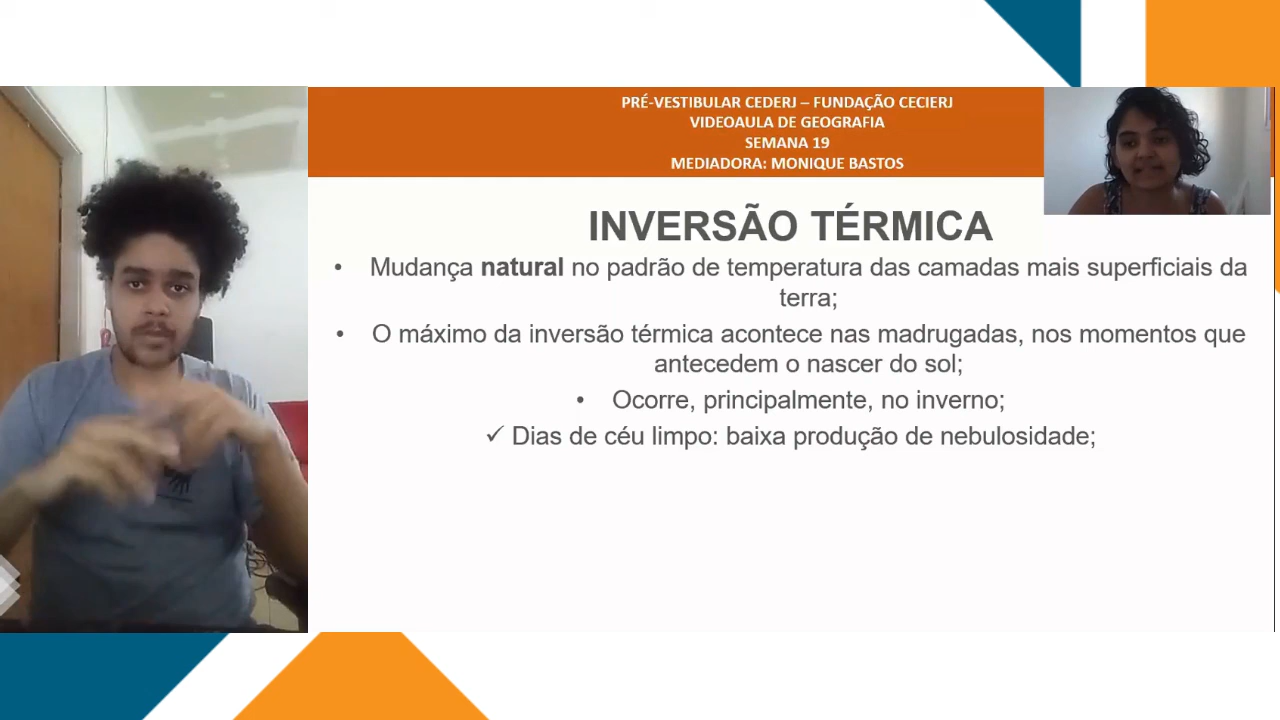 PRÉ-VESTIBULAR CEDERJ – FUNDAÇÃO CECIERJ
VIDEOAULA DE GEOGRAFIA
SEMANA 19
MEDIADORA: MONIQUE BASTOS
INVERSÃO TÉRMICA
• Mudança natural no padrão de temperatura das camadas mais superficiais da
terra;
• O máximo da inversão térmica acontece nas madrugadas, nos momentos que
antecedem o nascer do sol;
• Ocorre, principalmente, no inverno;
✓ Dias de céu limpo: baixa produção de nebulosidade;